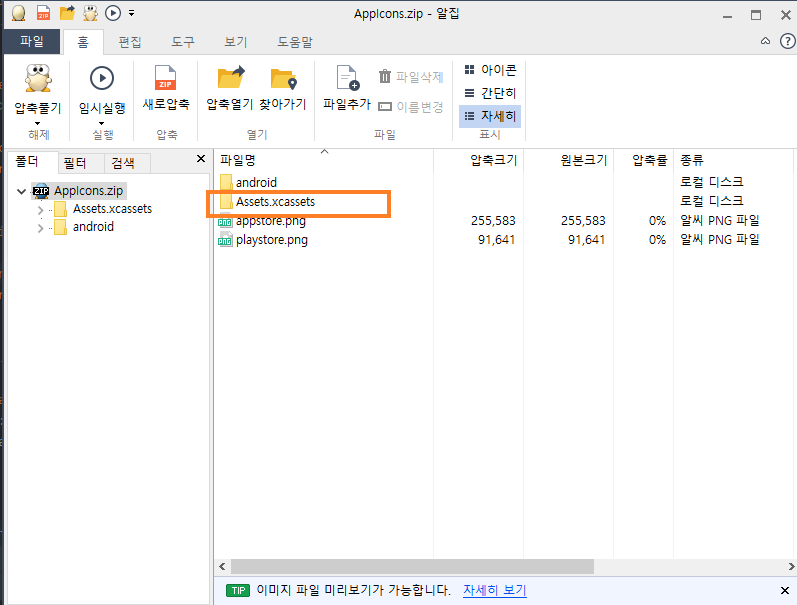 AppIcons.zip - 알집
파일 홈 편집 도구 보기 도움말
압축풀기 임시실행 ZIP 새로압축 압축열기 찾아가기 파일추가 파일삭제 이름변경 아이콘 간단히 자세히
해제 실행 압축 열기 파일 표시
폴더 필터 검색
ZIP AppIcons.zip
Assets.xcassets
android
파일명 압축크기 원본크기 압축률 종류
android 로컬 디스크
Assets.xcassets 로컬 디스크
appstore.png 255,583 255,583 0% 알씨 PNG 파일
playstore.png 91,641 91,641 0% 알씨 PNG 파일
TIP 이미지 파일 미리보기가 가능합니다. 자세히 보기